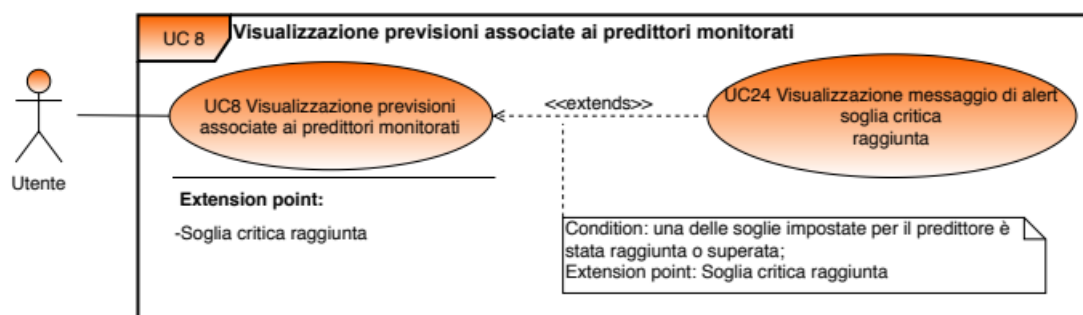 UC 8
Visualizzazione previsioni associate ai predittori monitorati
UC8 Visualizzazione previsioni
associate ai predittori monitorati
<<extends>>
UC24 Visualizzazione messaggio di alert
soglia critica
raggiunta
Utente
Extension point:
-Soglia critica raggiunta
Condition: una delle soglie impostate per il predittore è
stata raggiunta o superata;
Extension point: Soglia critica raggiunta